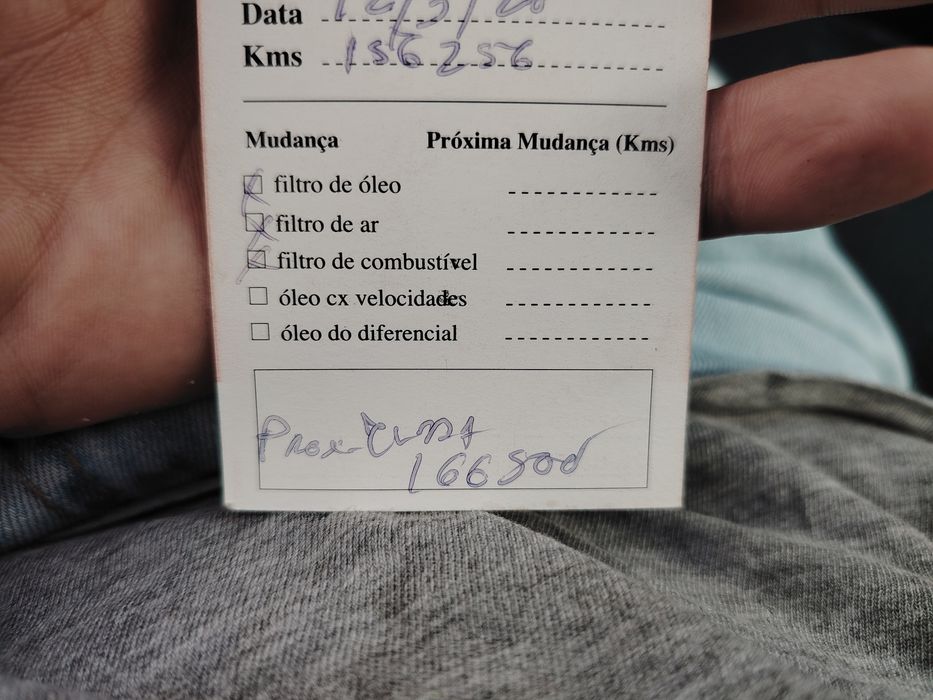 Data
Kms 156256
Mudança Próxima Mudança (Kms)
filtro de óleo
filtro de ar
filtro de combustível
óleo cx velocidades
óleo do diferencial
166500